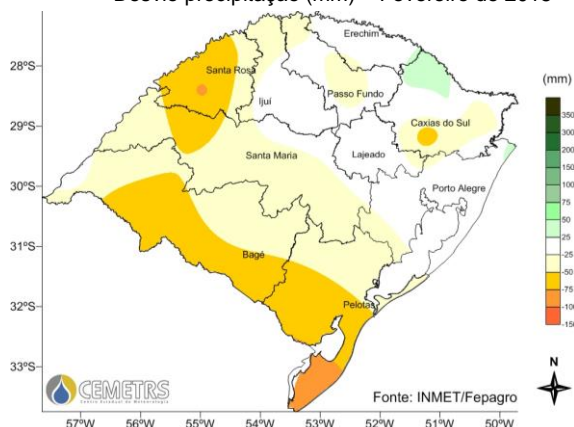 Desvio precipitação (mm) – Fevereiro de 2013
Erechim
28°S
Santa Rosa
Passo Fundo
Ijuí
Caxias do Sul
29°S
Santa Maria
Lajeado
30°S
Porto Alegre
31°S
Bagé
32°S
Pelotas
33°S
CEMETRS
Centro Estadual de Meteorologia
Fonte: INMET/Fepagro
57°W 56°W 55°W 54°W 53°W 52°W 51°W 50°W
(mm)
350
300
200
150
100
75
50
25
-25
-50
-75
-100
-150
N